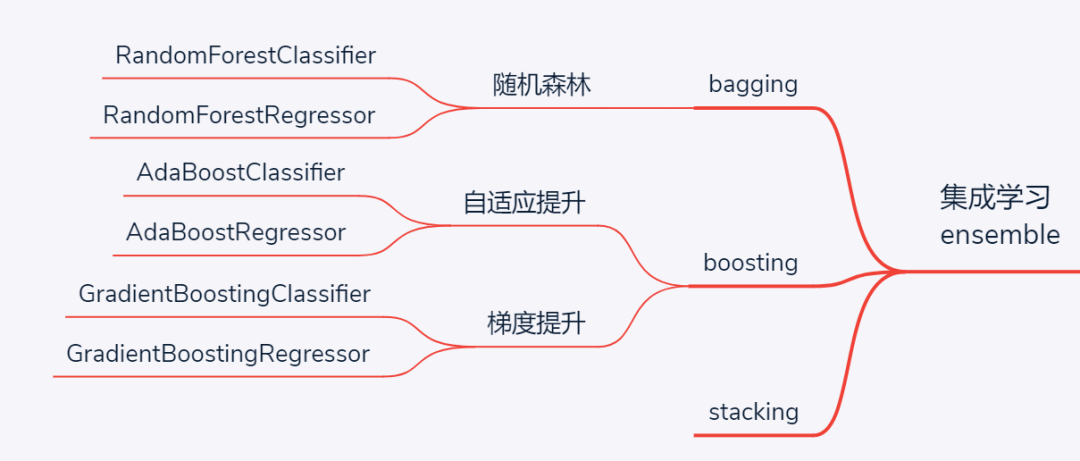 RandomForestClassifier
随机森林
bagging
RandomForestRegressor
AdaBoostClassifier
自适应提升
集成学习
ensemble
AdaBoostRegressor
boosting
GradientBoostingClassifier
梯度提升
GradientBoostingRegressor
stacking